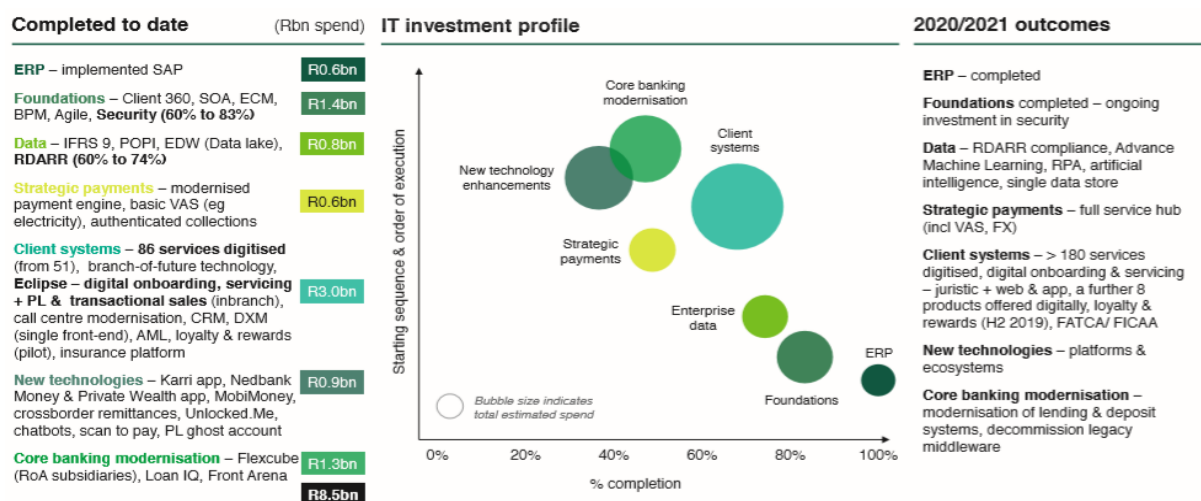 Completed to date (Rbn spend)
ERP – implemented SAP R0.6bn
Foundations – Client 360, SOA, ECM, R1.4bn
BPM, Agile, Security (60% to 83%)
Data – IFRS 9, POPI, EDW (Data lake), R0.8bn
RDARR (60% to 74%)
Strategic payments – modernised R0.6bn
payment engine, basic VAS (eg
electricity), authenticated collections
Client systems – 86 services digitised
(from 51), branch-of-future technology,
Eclipse – digital onboarding, servicing R3.0bn
+ PL & transactional sales (inbranch),
call centre modernisation, CRM, DXM
(single front-end), AML, loyalty & rewards
(pilot), insurance platform
New technologies – Karri app, Nedbank R0.9bn
Money & Private Wealth app, MobiMoney,
crossborder remittances, Unlocked.Me,
chatbots, scan to pay, PL ghost account
Core banking modernisation – Flexcube R1.3bn
(RoA subsidiaries), Loan IQ, Front Arena
R8.5bn
IT investment profile
Starting sequence & order of execution
Core banking
modernisation
Client
systems
New technology
enhancements
Strategic
payments
Enterprise
data
ERP
Foundations
Bubble size indicates
total estimated spend
0% 20% 40% 60% 80% 100%
% completion
2020/2021 outcomes
ERP – completed
Foundations completed – ongoing
investment in security
Data – RDARR compliance, Advance
Machine Learning, RPA, artificial
intelligence, single data store
Strategic payments – full service hub
(incl VAS, FX)
Client systems – > 180 services
digitised, digital onboarding & servicing
– juristic + web & app, a further 8
products offered digitally, loyalty &
rewards (H2 2019), FATCA/ FICAA
New technologies – platforms &
ecosystems
Core banking modernisation –
modernisation of lending & deposit
systems, decommission legacy
middleware